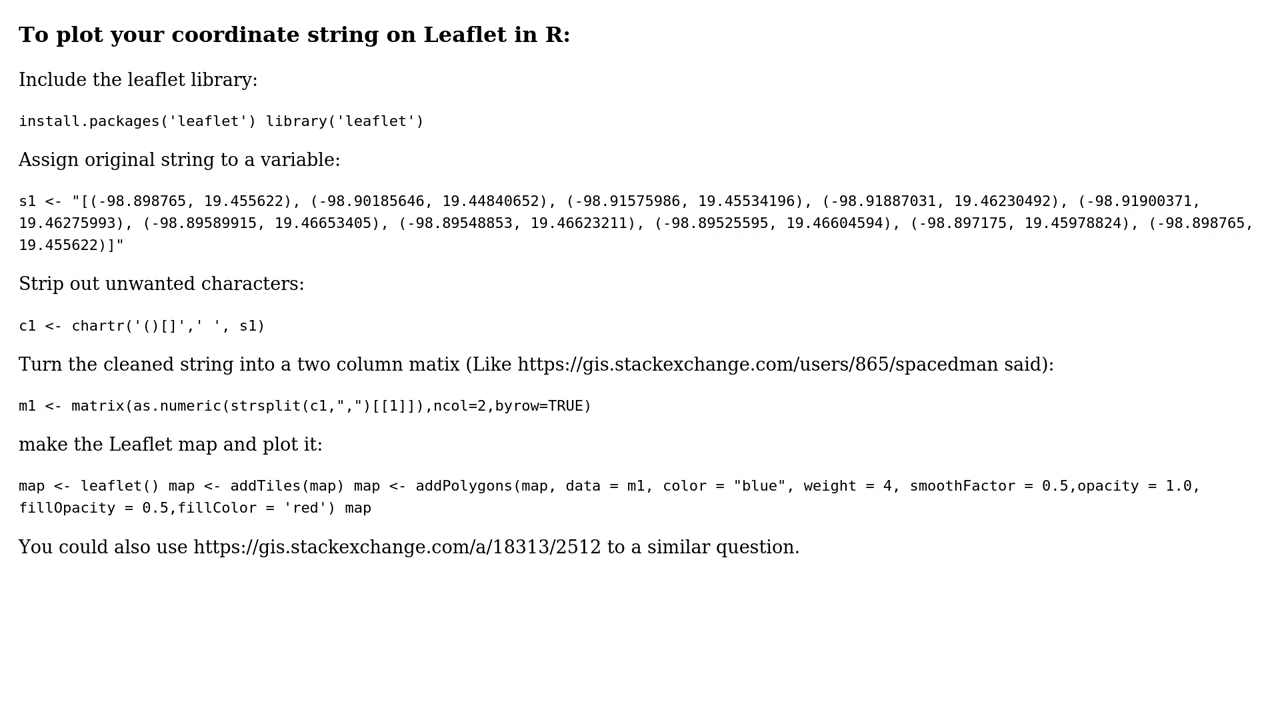 To plot your coordinate string on Leaflet in R:
Include the leaflet library:
install.packages('leaflet') library('leaflet')
Assign original string to a variable:
s1 <- "[(-98.898765, 19.455622), (-98.90185646, 19.44840652), (-98.91575986, 19.45534196), (-98.91887031, 19.46230492), (-98.91900371,
19.46275993), (-98.89589915, 19.46653405), (-98.89548853, 19.46623211), (-98.89525595, 19.46604594), (-98.897175, 19.45978824), (-98.898765,
19.455622)]"
Strip out unwanted characters:
c1 <- chartr('()[]',' ', s1)
Turn the cleaned string into a two column matix (Like https://gis.stackexchange.com/users/865/spacedman said):
m1 <- matrix(as.numeric(strsplit(c1,",")[[1]]),ncol=2,byrow=TRUE)
make the Leaflet map and plot it:
map <- leaflet() map <- addTiles(map) map <- addPolygons(map, data = m1, color = "blue", weight = 4, smoothFactor = 0.5,opacity = 1.0,
fillOpacity = 0.5,fillColor = 'red') map
You could also use https://gis.stackexchange.com/a/18313/2512 to a similar question.